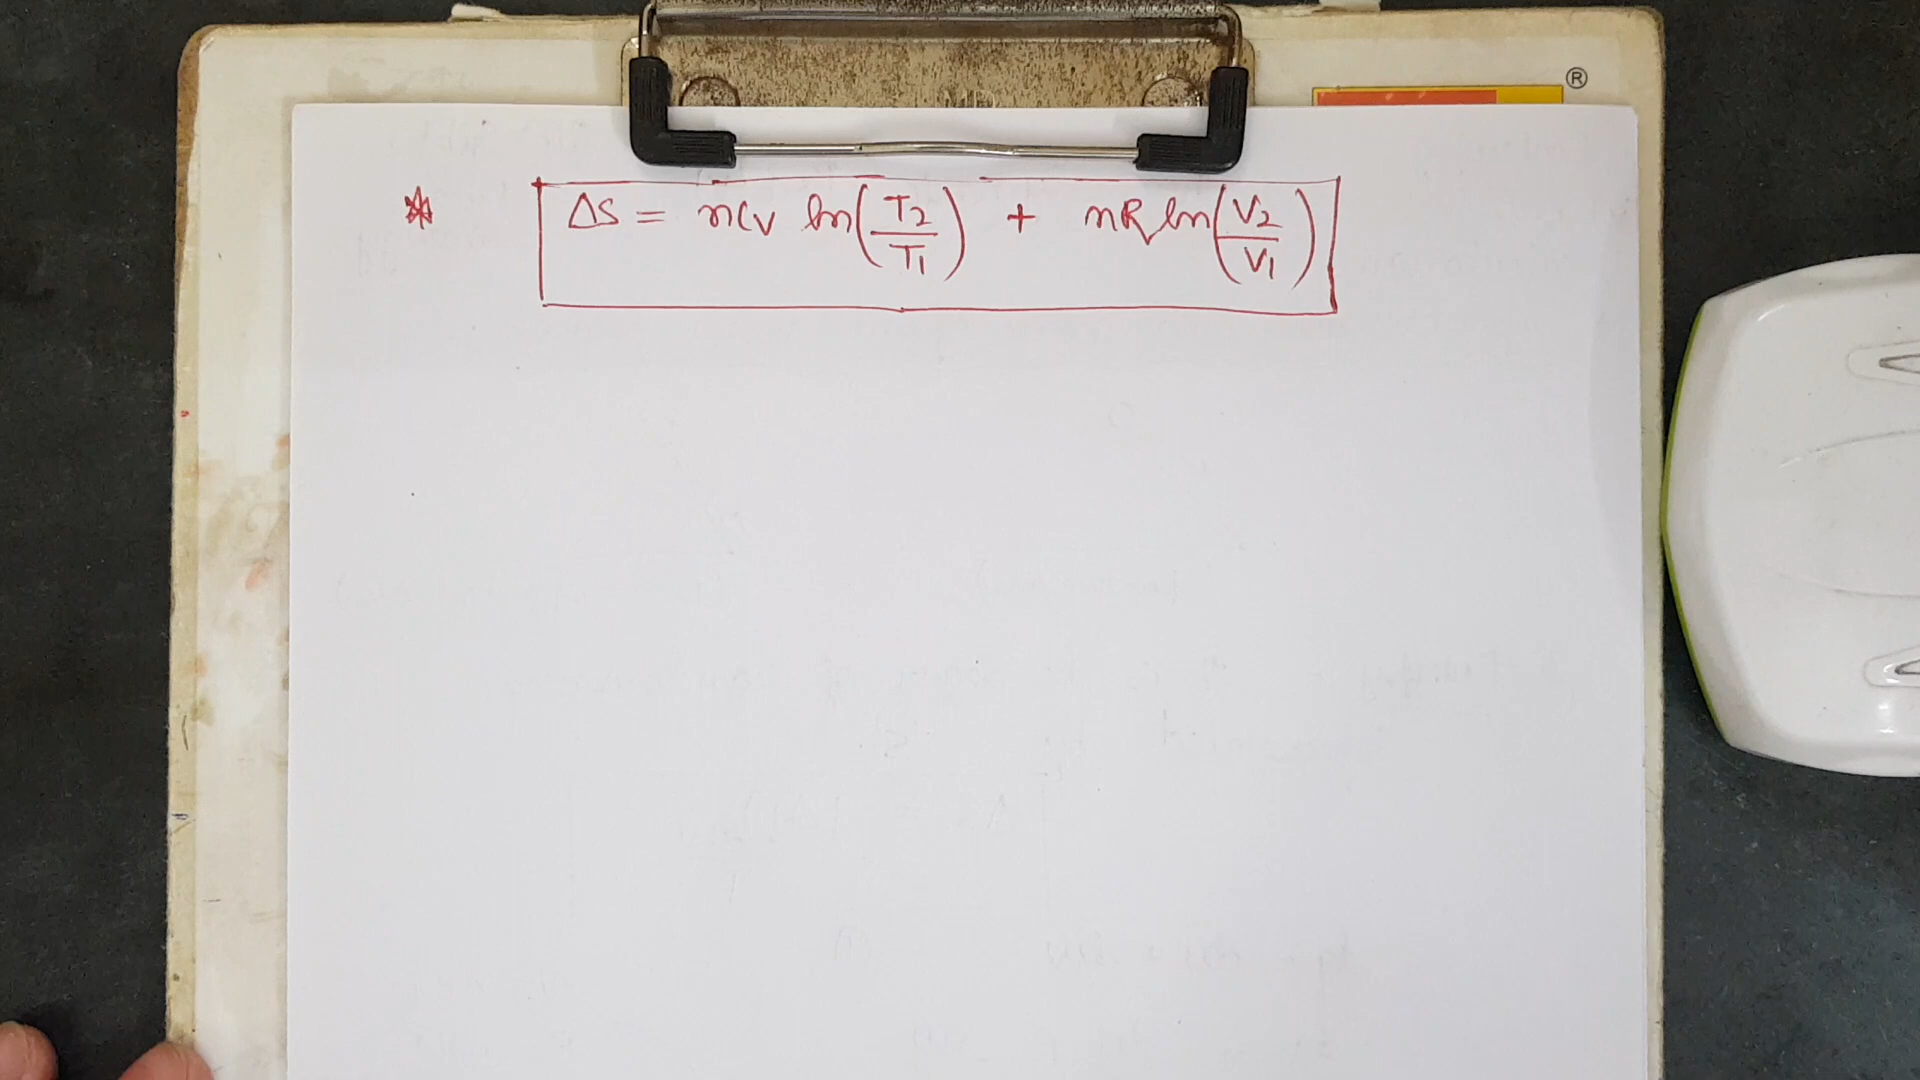 * ΔS = nCv ln(T2/T1) + nR ln(V2/V1)
®